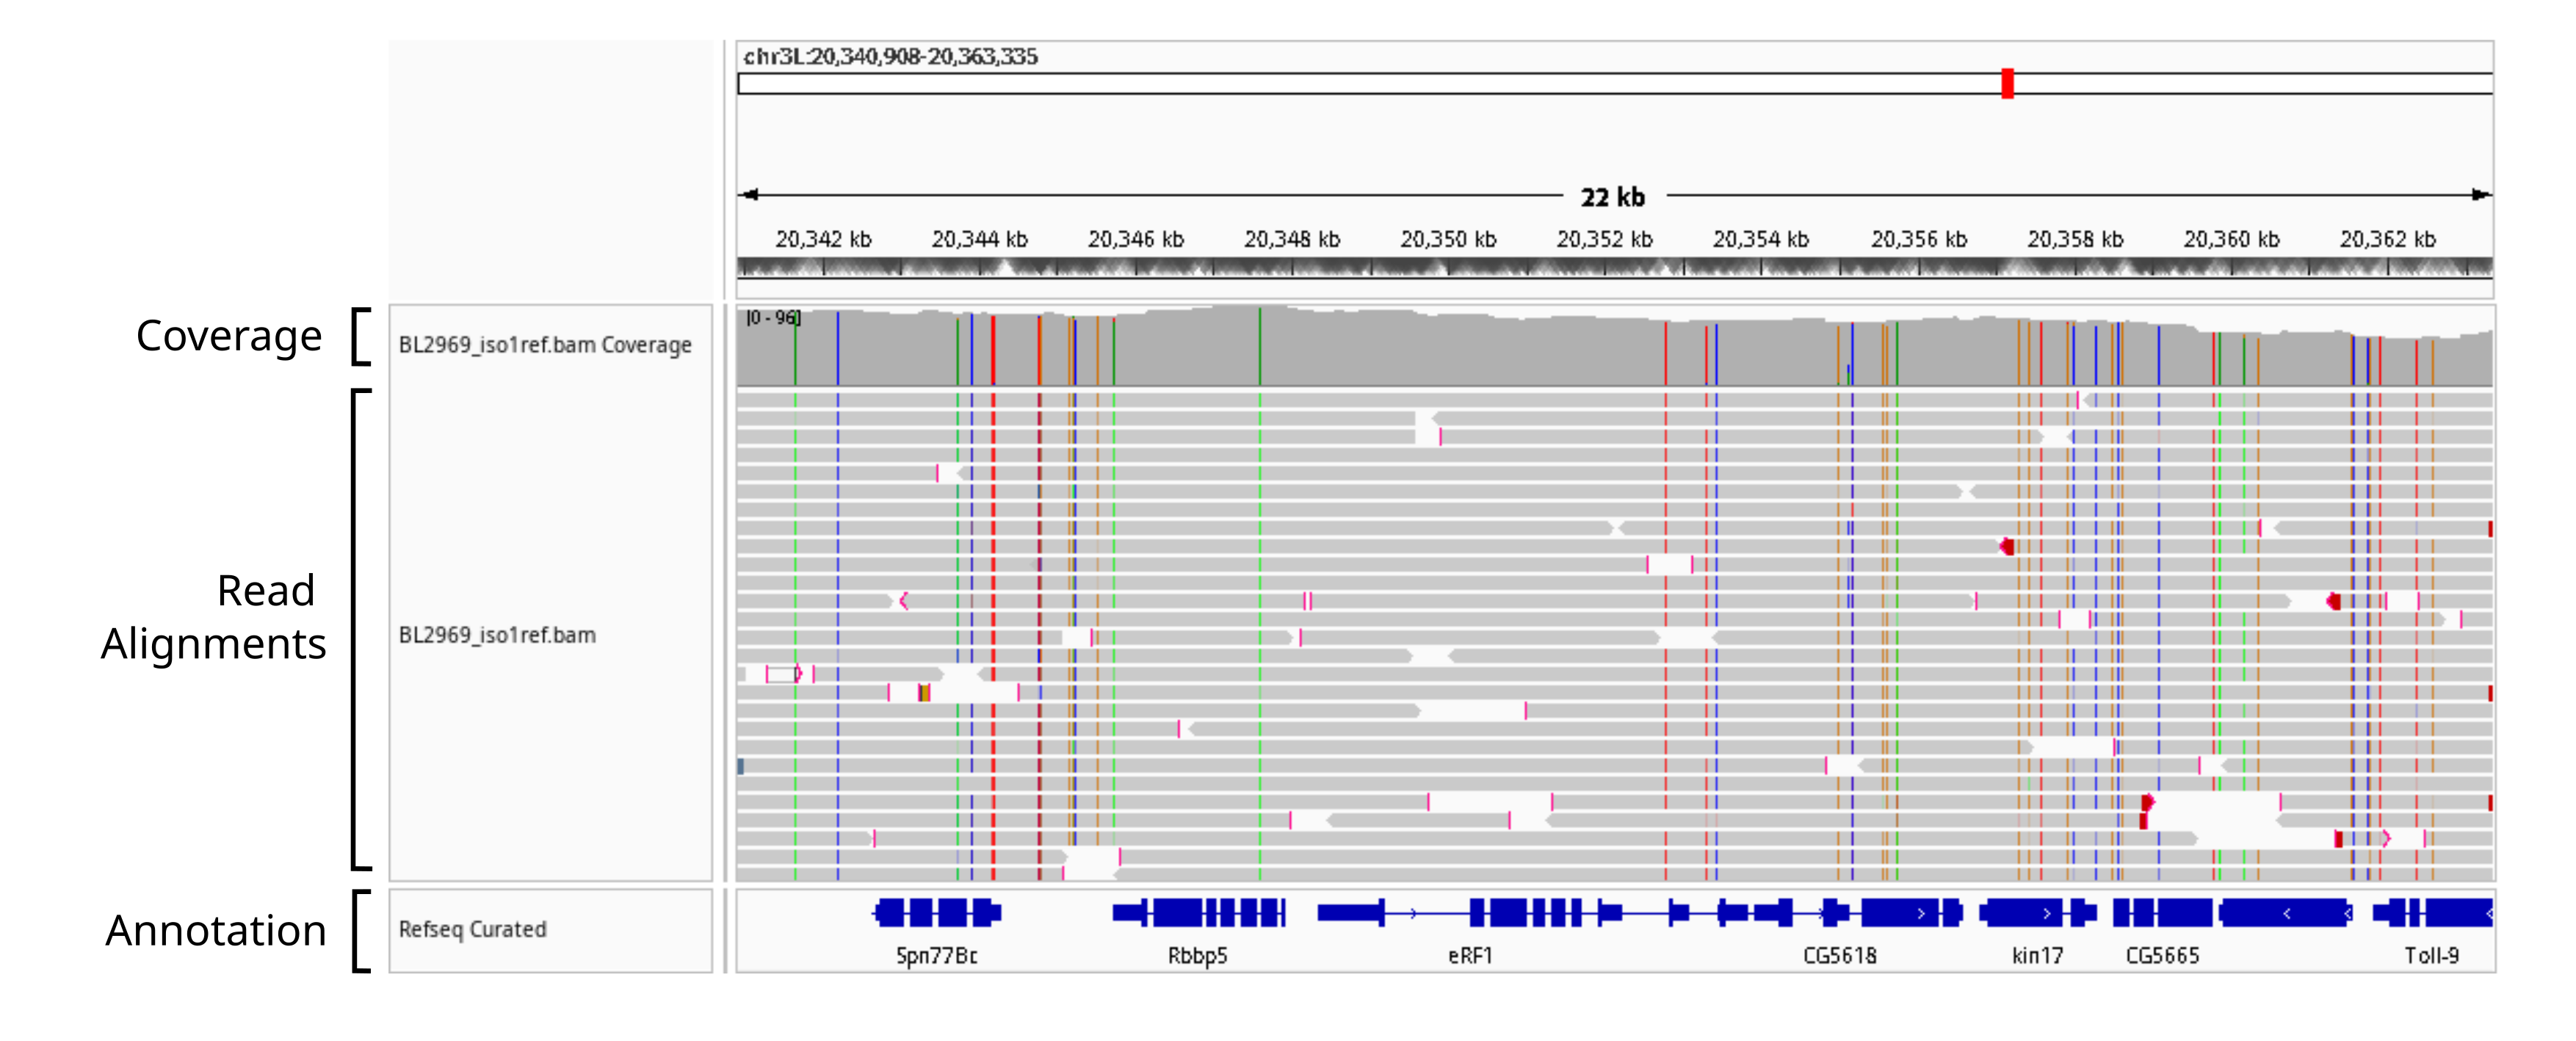 chr3L:20,340,908-20,363,335
22 kb
20,342 kb 20,344 kb 20,346 kb 20,348 kb 20,350 kb 20,352 kb 20,354 kb 20,356 kb 20,358 kb 20,360 kb 20,362 kb
Coverage
BL2969_iso1ref.bam Coverage
[0 - 96]
Read
Alignments
BL2969_iso1ref.bam
Annotation
Refseq Curated
Spn77Bc Rbbp5 eRF1 CG5618 kin17 CG5665 Toll-9